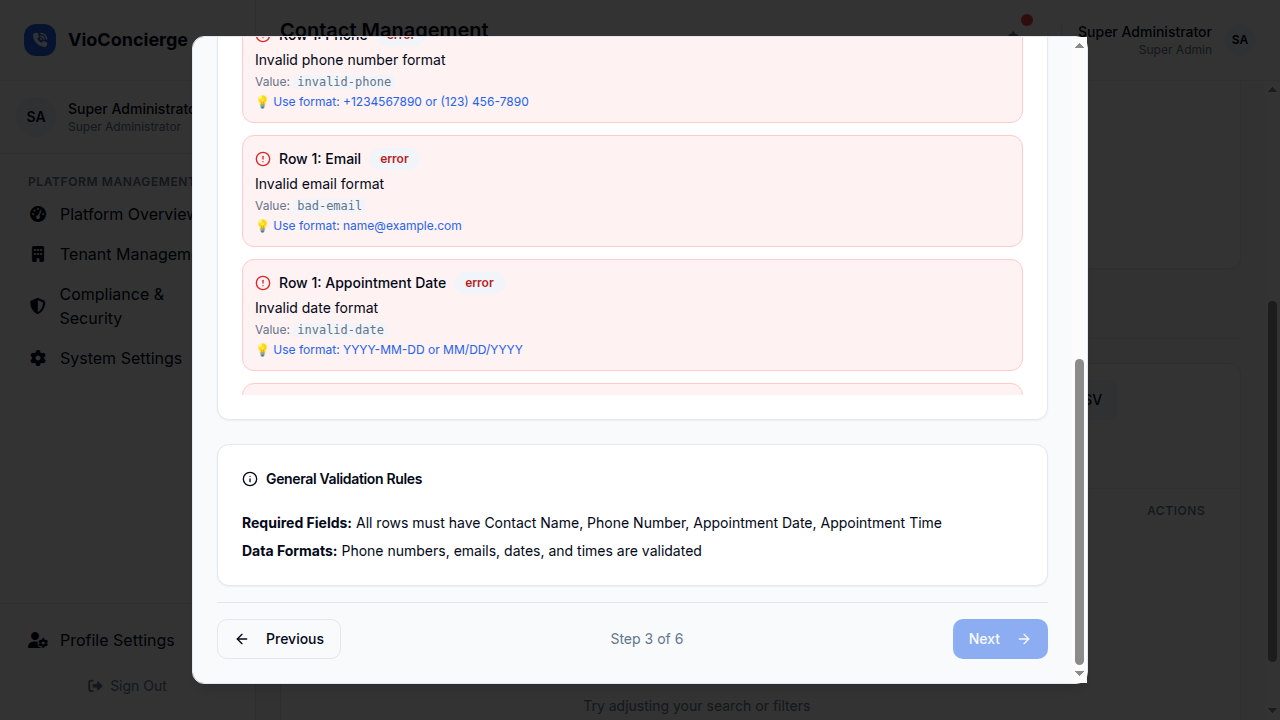 VioConcierge
Contact Management
Super Administrator
Super Admin
SA
SA
Super Administrato
Super Administrator
PLATFORM MANAGEMENT
Platform Overview
Tenant Managem
Compliance &
Security
System Settings
Profile Settings
Sign Out
Row 1: Phone error
Invalid phone number format
Value: invalid-phone
💡 Use format: +1234567890 or (123) 456-7890
Row 1: Email error
Invalid email format
Value: bad-email
💡 Use format: name@example.com
Row 1: Appointment Date error
Invalid date format
Value: invalid-date
💡 Use format: YYYY-MM-DD or MM/DD/YYYY
General Validation Rules
Required Fields: All rows must have Contact Name, Phone Number, Appointment Date, Appointment Time
Data Formats: Phone numbers, emails, dates, and times are validated
Previous
Step 3 of 6
Next
ACTIONS
Try adjusting your search or filters